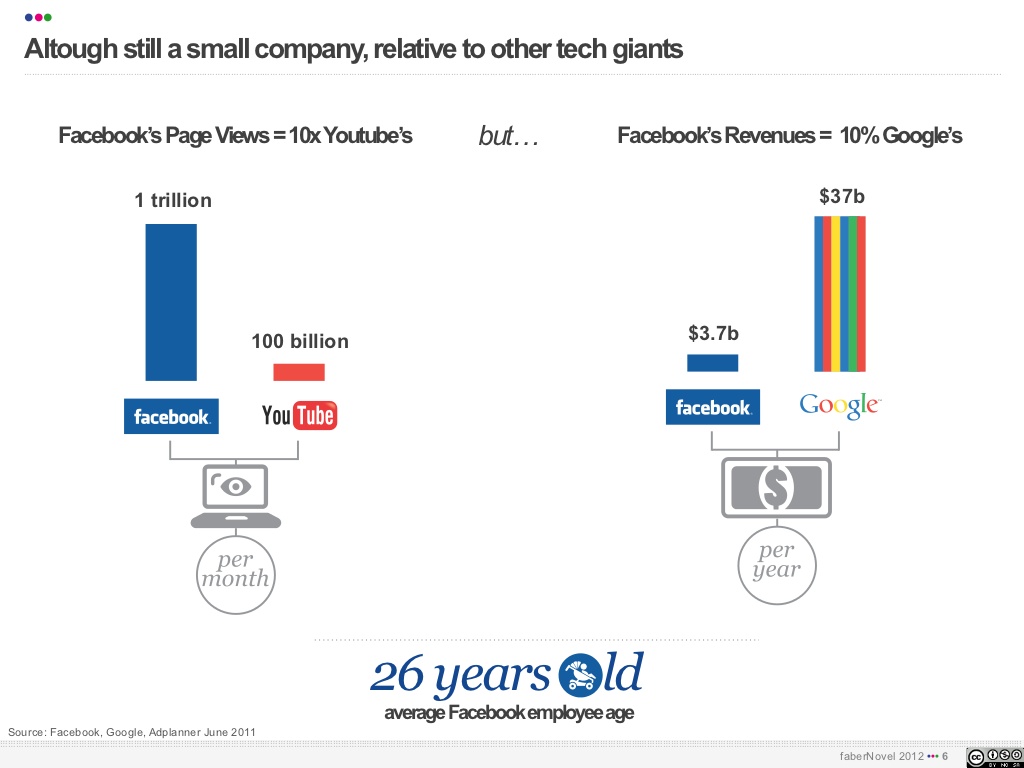 Altough still a small company, relative to other tech giants
Facebook's Page Views = 10x Youtube's
but…
Facebook's Revenues = 10% Google's
1 trillion
100 billion
facebook.
YouTube
per
month
$3.7b
$37b
facebook.
Google™
$
per
year
26 years old
average Facebook employee age
Source: Facebook, Google, Adplanner June 2011
faberNovel 2012 ••• 6
cc
BY NC SA